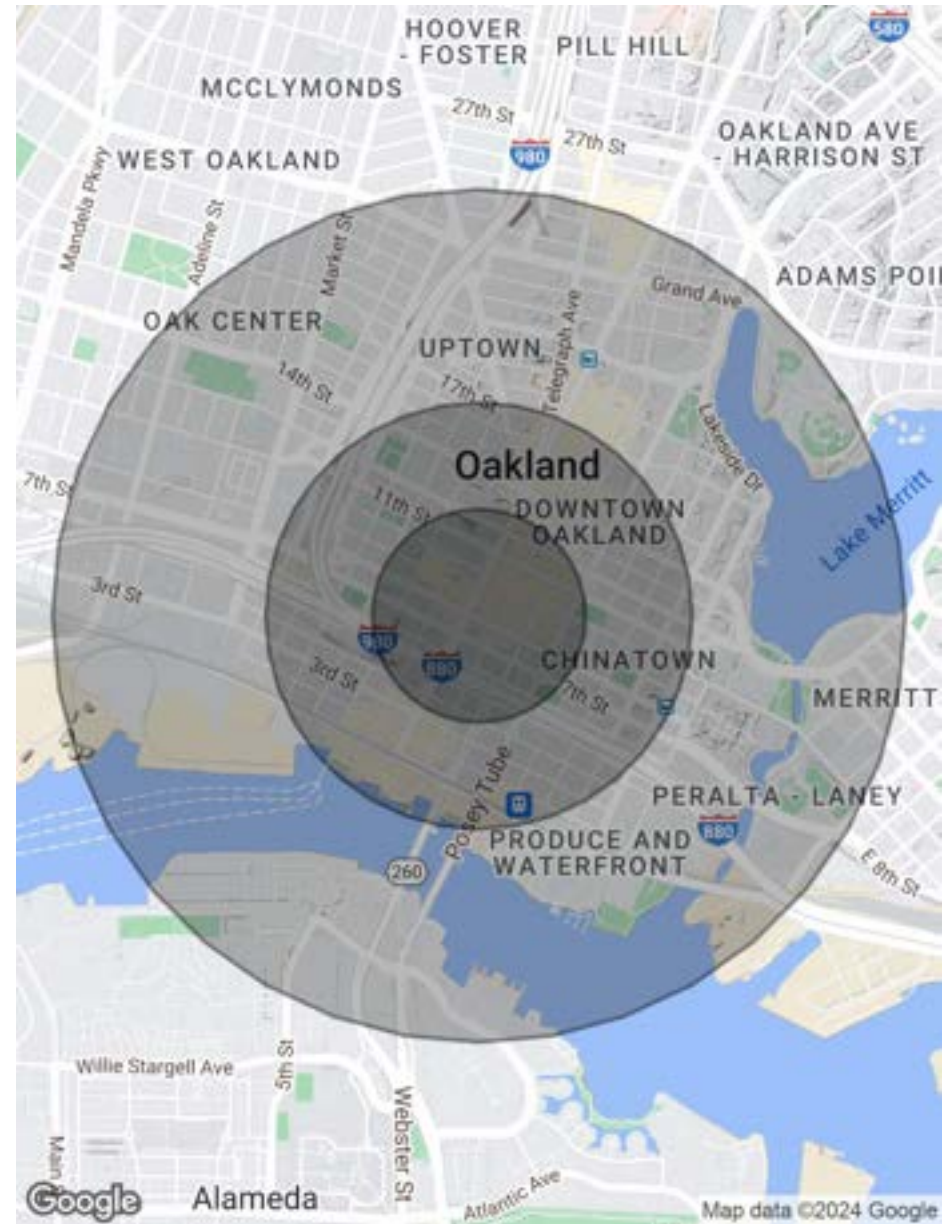 HOOVER
- FOSTER
PILL HILL
580
MCCLYMONDS
27th St
27th St
OAKLAND AVE
- HARRISON ST
980
WEST OAKLAND
Mandela Pkwy
Adeline St
Market St
ADAMS POI
Grand Ave
OAK CENTER
UPTOWN
Telegraph Ave
14th St
17th St
Lakeside Dr
Oakland
7th St
11th St
DOWNTOWN
OAKLAND
Lake Merritt
3rd St
980
880
3rd St
CHINATOWN
7th St
MERRITT
Posey Tube
PERALTA - LANEY
880
PRODUCE AND
WATERFRONT
260
E 8th St
Willie Stargell Ave
5th St
Webster St
Main
Atlantic Ave
Google
Alameda
Map data ©2024 Google